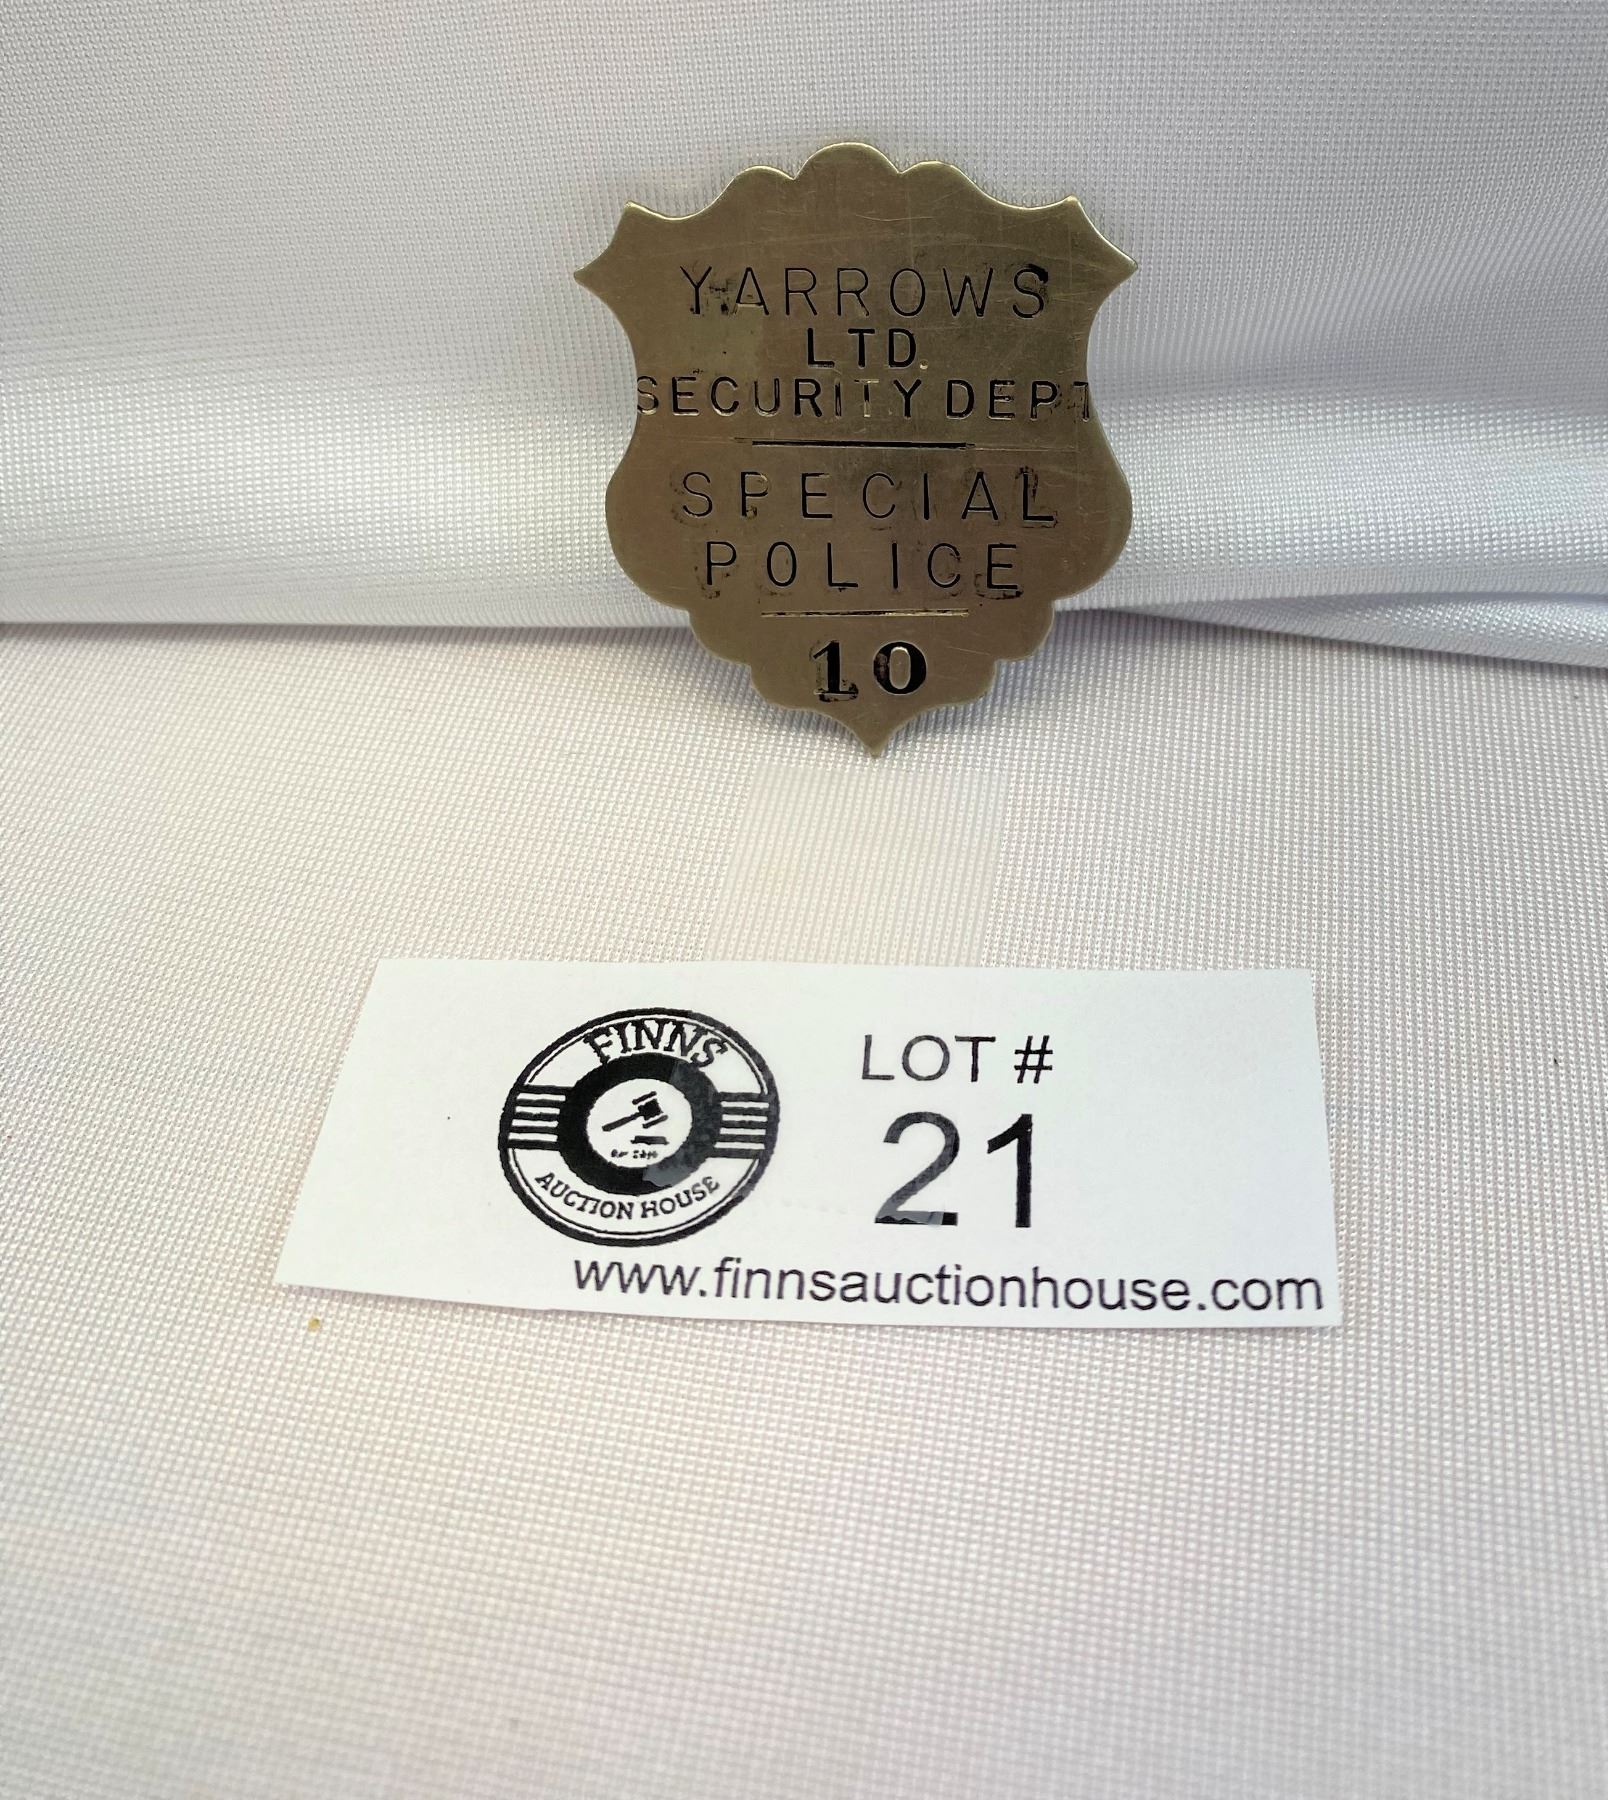 YARROWS
LTD.
SECURITY DEPT
SPECIAL
POLICE
10
FINNS
AUCTION HOUSE
LOT #
21
www.finnsauctionhouse.com